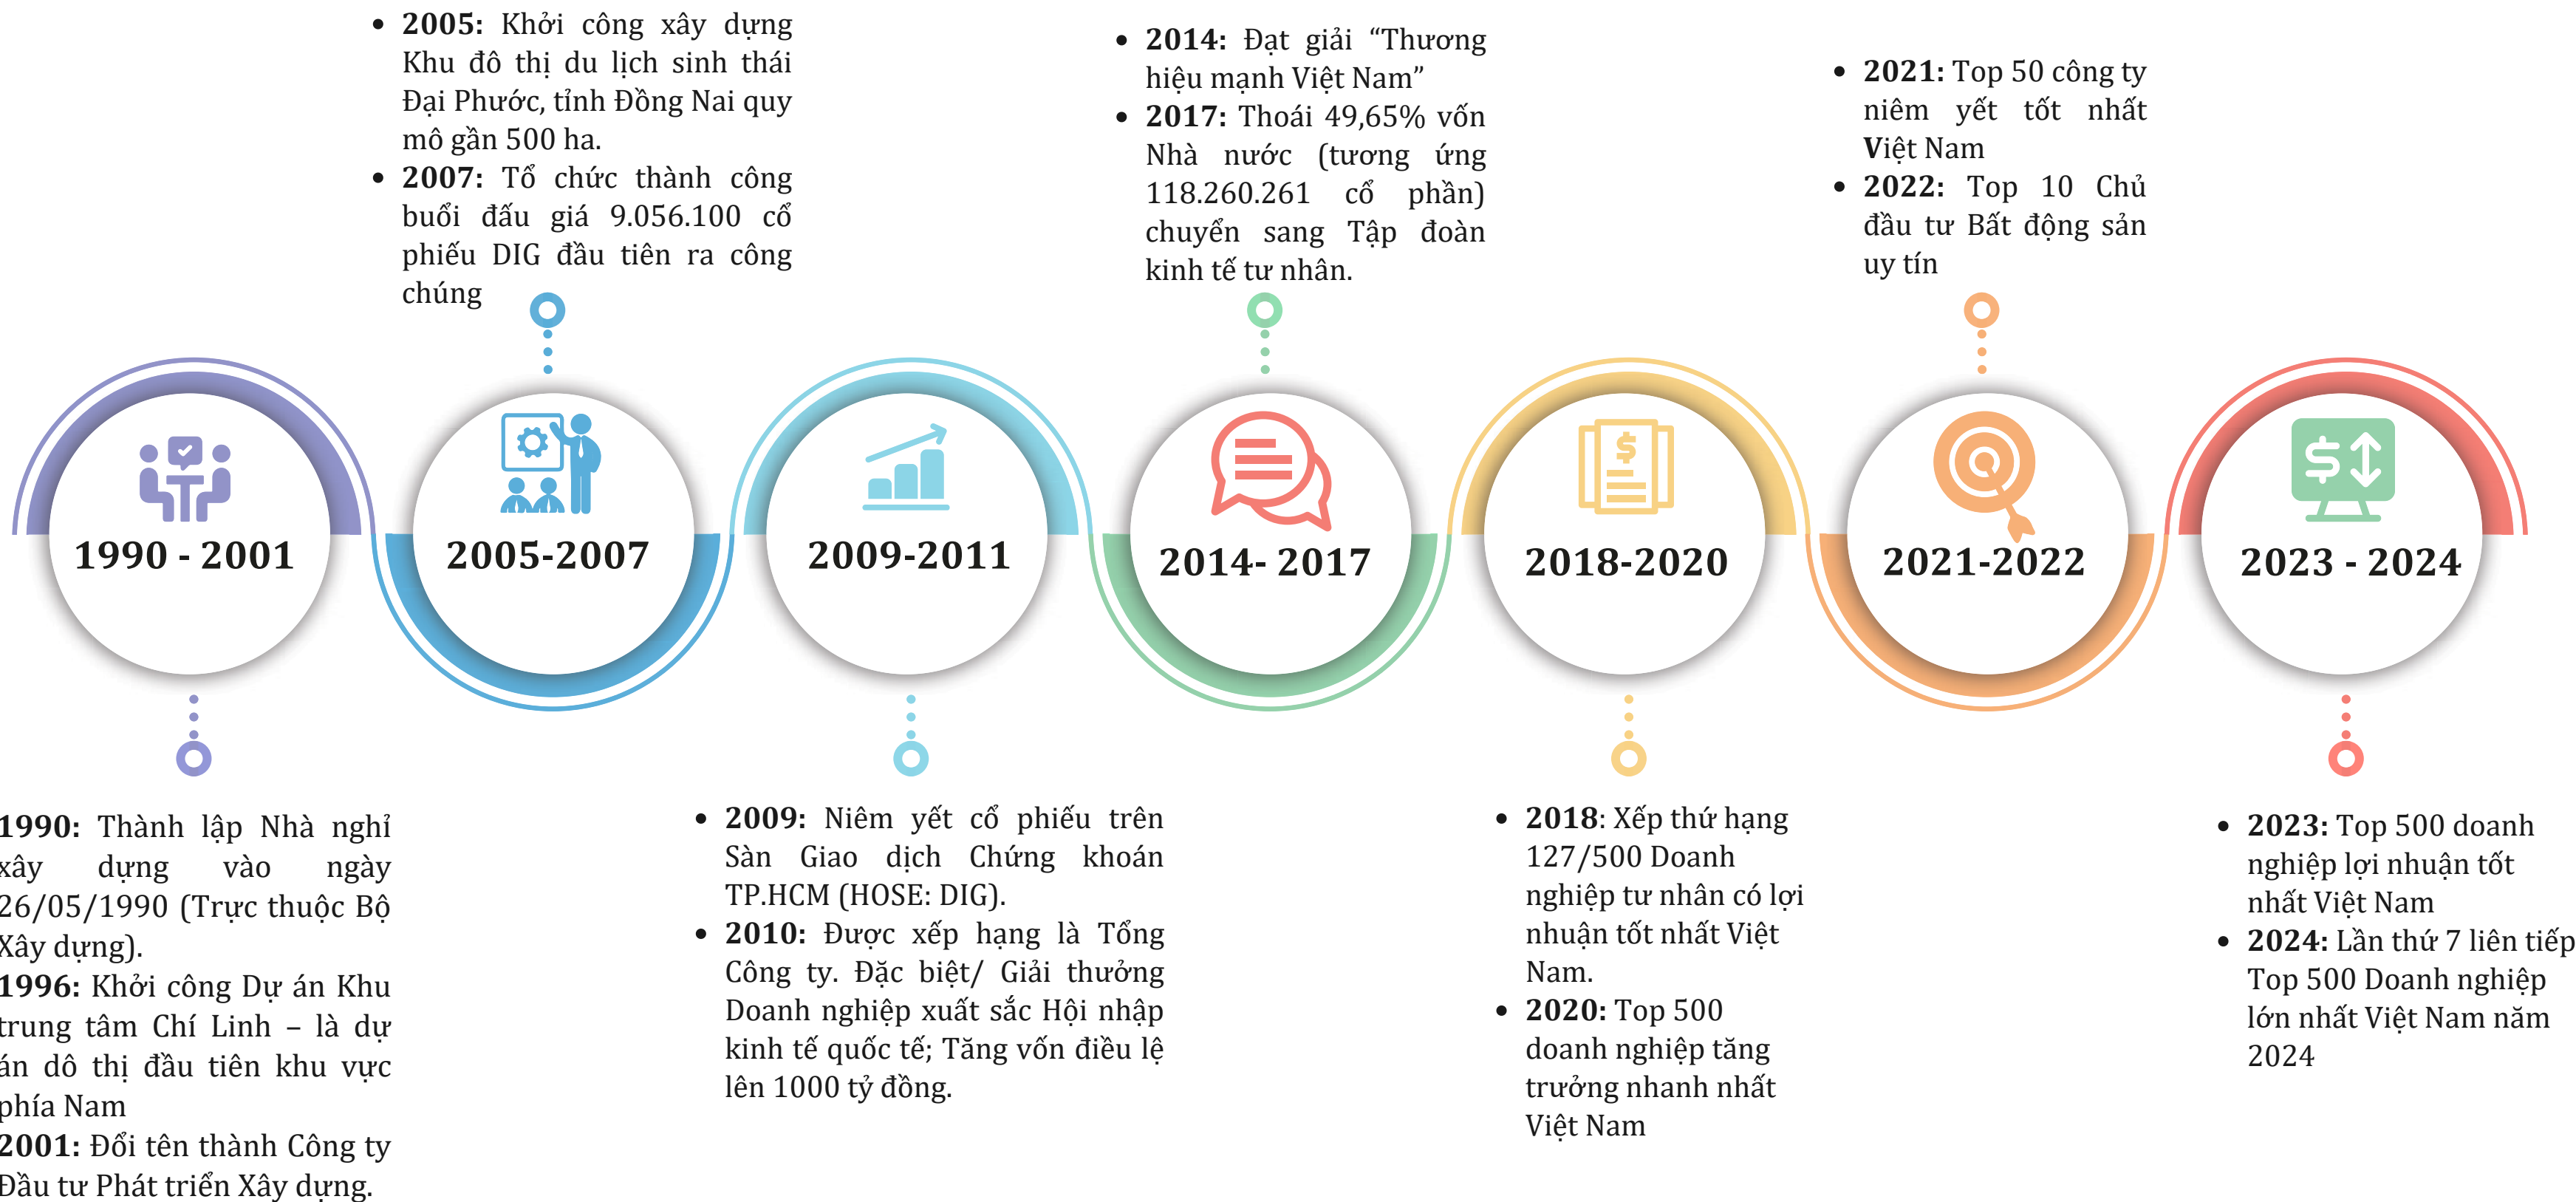 2005: Khởi công xây dựng
Khu đô thị du lịch sinh thái
Đại Phước, tỉnh Đồng Nai quy
mô gần 500 ha.
2007: Tổ chức thành công
buổi đấu giá 9.056.100 cổ
phiếu DIG đầu tiên ra công
chúng
2014: Đạt giải “Thương
hiệu mạnh Việt Nam”
2017: Thoái 49,65% vốn
Nhà nước (tương ứng
118.260.261 cổ phần)
chuyển sang Tập đoàn
kinh tế tư nhân.
2021: Top 50 công ty
niêm yết tốt nhất
Việt Nam
2022: Top 10 Chủ
đầu tư Bất động sản
uy tín
1990 - 2001
2005-2007
2009-2011
2014- 2017
2018-2020
2021-2022
2023 - 2024
1990: Thành lập Nhà nghỉ
xây dựng vào ngày
26/05/1990 (Trực thuộc Bộ
Xây dựng).
1996: Khởi công Dự án Khu
trung tâm Chí Linh – là dự
án dô thị đầu tiên khu vực
phía Nam
2001: Đổi tên thành Công ty
Đầu tư Phát triển Xây dựng.
2009: Niêm yết cổ phiếu trên
Sàn Giao dịch Chứng khoán
TP.HCM (HOSE: DIG).
2010: Được xếp hạng là Tổng
Công ty. Đặc biệt/ Giải thưởng
Doanh nghiệp xuất sắc Hội nhập
kinh tế quốc tế; Tăng vốn điều lệ
lên 1000 tỷ đồng.
2018: Xếp thứ hạng
127/500 Doanh
nghiệp tư nhân có lợi
nhuận tốt nhất Việt
Nam.
2020: Top 500
doanh nghiệp tăng
trưởng nhanh nhất
Việt Nam
2023: Top 500 doanh
nghiệp lợi nhuận tốt
nhất Việt Nam
2024: Lần thứ 7 liên tiếp
Top 500 Doanh nghiệp
lớn nhất Việt Nam năm
2024